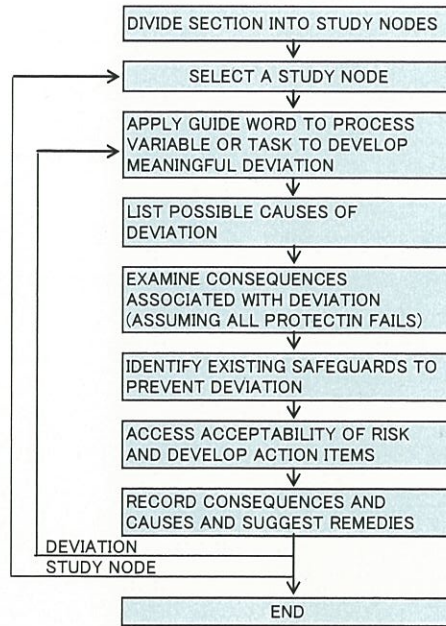 DIVIDE SECTION INTO STUDY NODES
SELECT A STUDY NODE
APPLY GUIDE WORD TO PROCESS
VARIABLE OR TASK TO DEVELOP
MEANINGFUL DEVIATION
LIST POSSIBLE CAUSES OF
DEVIATION
EXAMINE CONSEQUENCES
ASSOCIATED WITH DEVIATION
(ASSUMING ALL PROTECTIN FAILS)
IDENTIFY EXISTING SAFEGUARDS TO
PREVENT DEVIATION
ACCESS ACCEPTABILITY OF RISK
AND DEVELOP ACTION ITEMS
RECORD CONSEQUENCES AND
CAUSES AND SUGGEST REMEDIES
DEVIATION
STUDY NODE
END